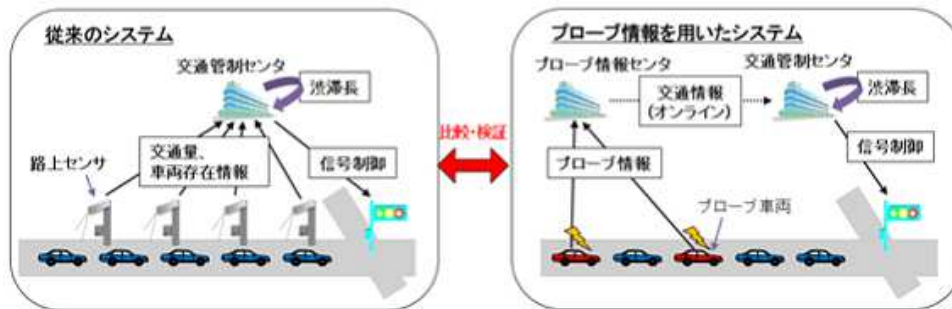 従来のシステム
交通管制センタ
渋滞長
交通量、
車両存在情報
信号制御
路上センサ
比較・検証
プローブ情報を用いたシステム
プローブ情報センタ
交通管制センタ
交通情報
(オンライン)
渋滞長
プローブ情報
信号制御
プローブ車両